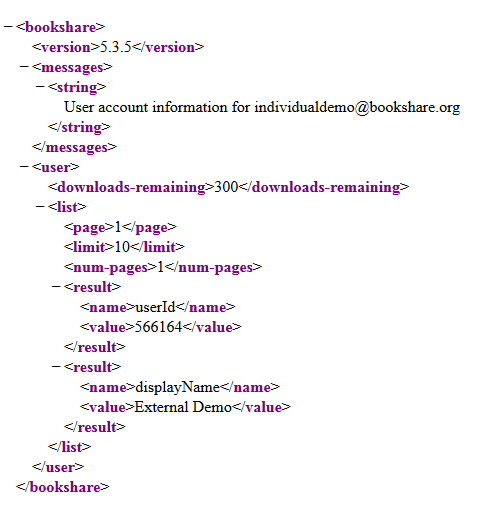 − <bookshare>
<version>5.3.5</version>
− <messages>
− <string>
User account information for individualdemo@bookshare.org
</string>
</messages>
− <user>
<downloads-remaining>300</downloads-remaining>
− <list>
<page>1</page>
<limit>10</limit>
<num-pages>1</num-pages>
− <result>
<name>userId</name>
<value>566164</value>
</result>
− <result>
<name>displayName</name>
<value>External Demo</value>
</result>
</list>
</user>
</bookshare>